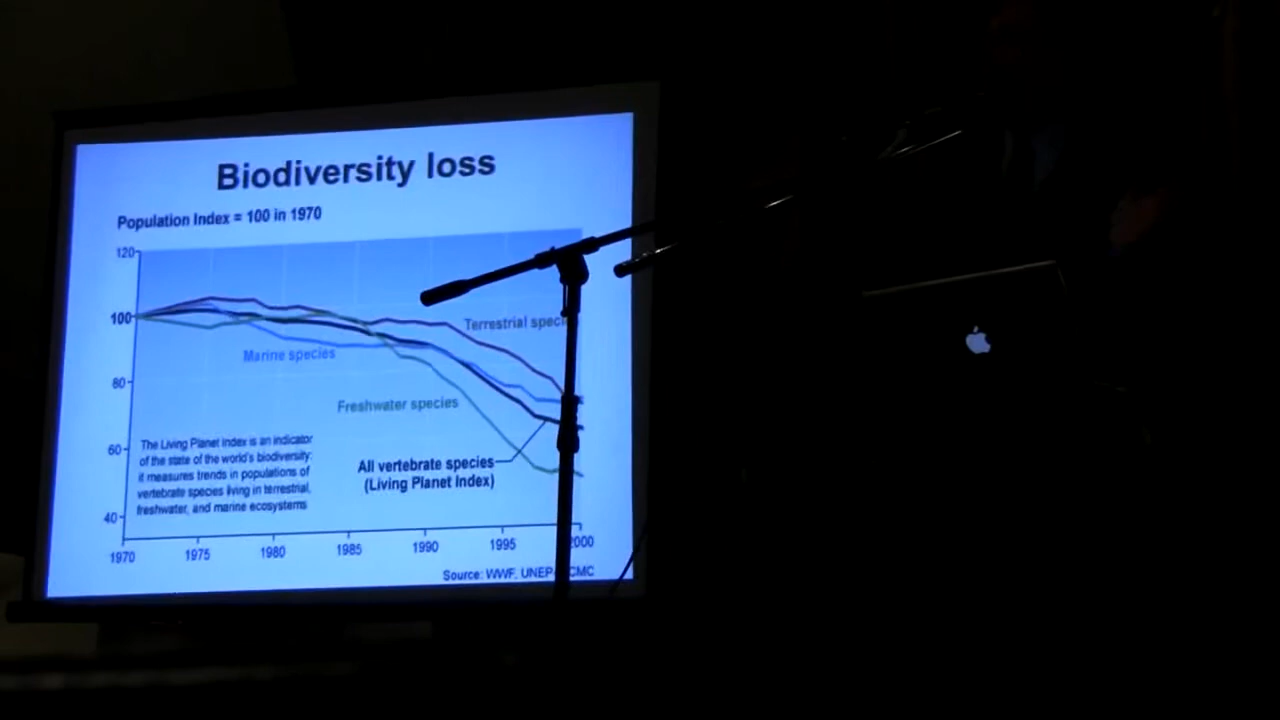 Biodiversity loss
Population Index = 100 in 1970
120
100
80
60
40
Terrestrial speci
Marine species
Freshwater species
The Living Planet Index is an indicator
of the state of the world's biodiversity:
it measures trends in populations of
vertebrate species living in terrestrial,
freshwater, and marine ecosystems
All vertebrate species
(Living Planet Index)
1970 1975 1980 1985 1990 1995 2000
Source: WWF, UNEP- CMC